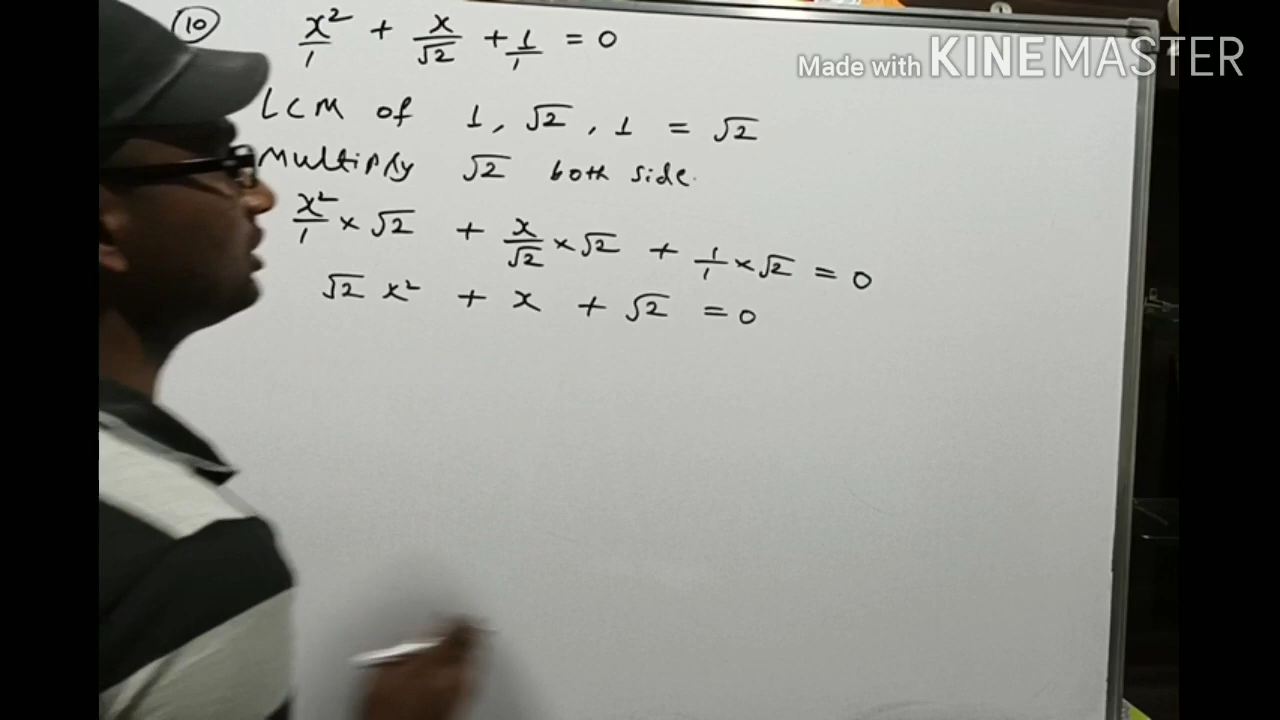 10 x²/1 + x/√2 + 1/1 = 0
Made with KINEMASTER
LCM of 1, √2, 1 = √2
Multiply √2 both side.
x²/1 × √2 + x/√2 × √2 + 1/1 × √2 = 0
√2 x² + x + √2 = 0